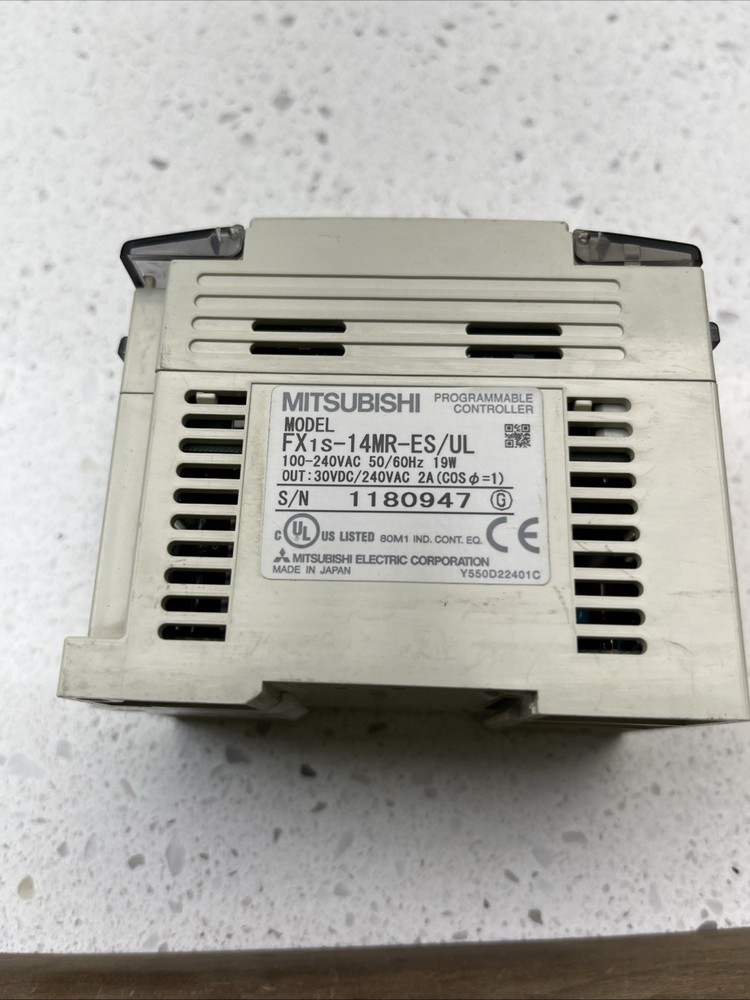 MITSUBISHI PROGRAMMABLE CONTROLLER
MODEL
FX1S-14MR-ES/UL
100-240VAC 50/60Hz 19W
OUT:30VDC/240VAC 2A(COSφ=1)
S/N 1180947 G
C UL US LISTED 80M1 IND. CONT. EQ. CE
MITSUBISHI ELECTRIC CORPORATION
MADE IN JAPAN Y550D22401C